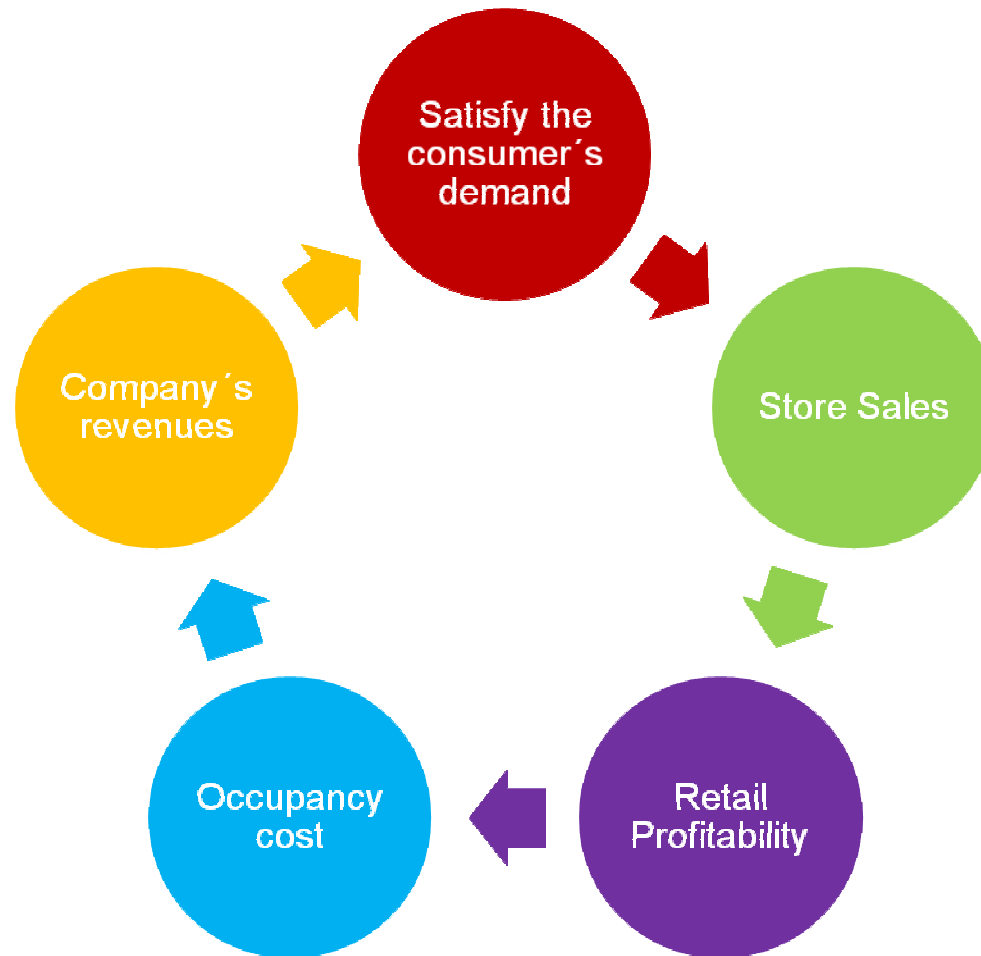 Satisfy the
consumer´s
demand
Store Sales
Retail
Profitability
Occupancy
cost
Company´s
revenues